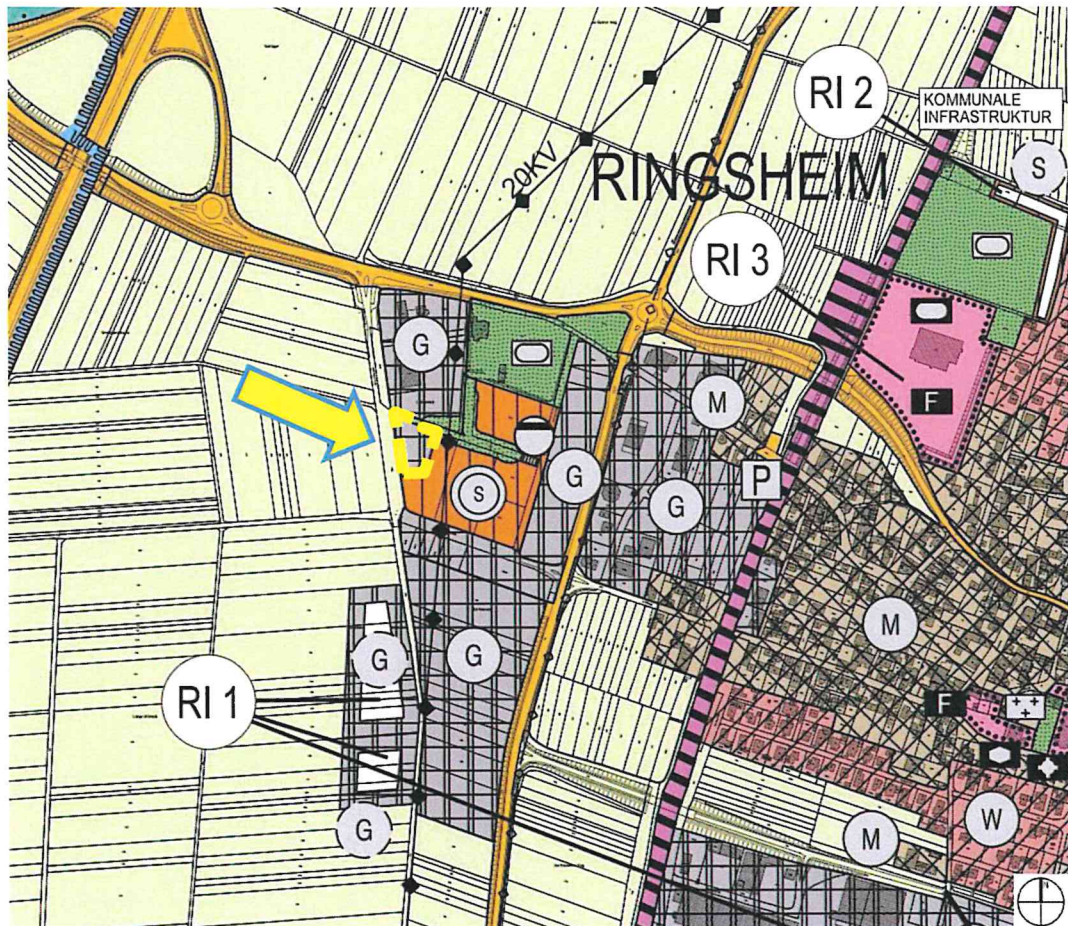 RI 2
KOMMUNALE
INFRASTRUKTUR
S
20KV
RINGSHEIM
RI 3
G
M
F
G
P
G
S
M
G
G
RI 1
F
G
M
W